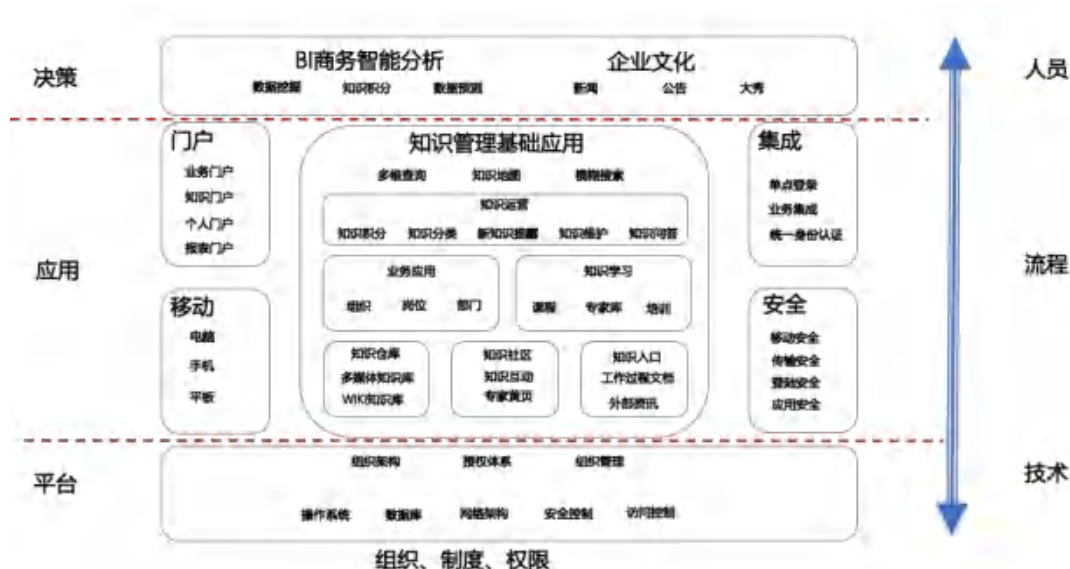 BI商务智能分析 企业文化
决策 人员
数据挖掘 知识积分 数据预测 新闻 公告 大秀
门户 知识管理基础应用 集成
业务门户 多维查询 知识地图 模糊搜索 单点登录
知识门户 知识运营 业务集成
个人门户 知识积分 知识分类 新知识提醒 知识维护 知识问答 统一身份认证
报表门户
应用 业务应用 知识学习 流程
移动 组织 岗位 部门 课程 专家库 培训 安全
电脑 移动安全
手机 知识仓库 知识社区 知识入口 传输安全
平板 多媒体知识库 知识互动 工作过程文档 登陆安全
WIKI知识库 专家黄页 外部资讯 应用安全
组织架构 授权体系 组织管理
平台 技术
操作系统 数据库 网络架构 安全控制 访问控制
组织、制度、权限